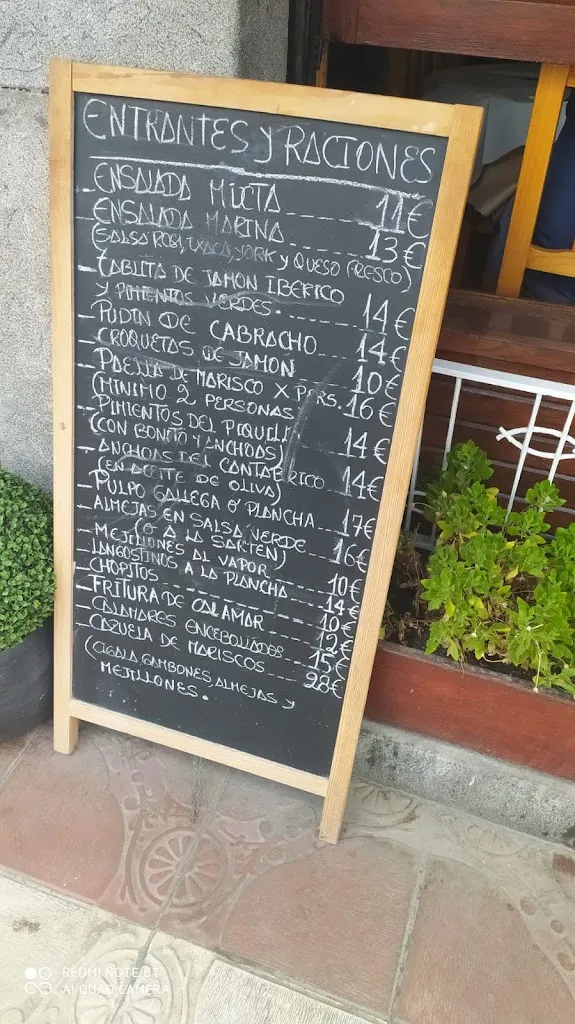 ENTRANTES Y RACIONES
- ENSALADA MIXTA ---- 11€
- ENSALADA MARINA ---- 13€
(SALSA ROSA, TXACA, YORK Y QUESO FRESCO)
- TABLITA DE JAMON IBERICO
Y PIMIENTOS VERDES. ---- 14€
- PUDIN DE CABRACHO ---- 14€
- CROQUETAS DE JAMON ---- 10€
- PAELLA DE MARISCO X PERS. 16€
(MINIMO 2 PERSONAS
- PIMIENTOS DEL PIQUILLO
(CON BONITO Y ANCHOAS) ---- 14€
- ANCHOAS DEL CANTABRICO
(EN ACEITE DE OLIVA) ---- 14€
- PULPO GALLEGA O' PLANCHA ---- 17€
- ALMEJAS EN SALSA VERDE
(O A LA SARTEN) ---- 16€
- MEJILLONES AL VAPOR ---- 10€
- LANGOSTINOS A LA PLANCHA ---- 14€
- CHOPITOS ---- 10€
- FRITURA DE CALAMAR ---- 12€
- CALAMARES ENCEBOLLADOS ---- 15€
- CAZUELA DE MARISCOS ---- 28€
(CIGALA GAMBONES, ALMEJAS Y
MEJILLONES.
REDMI NOTE 8T
AI QUAD CAMERA